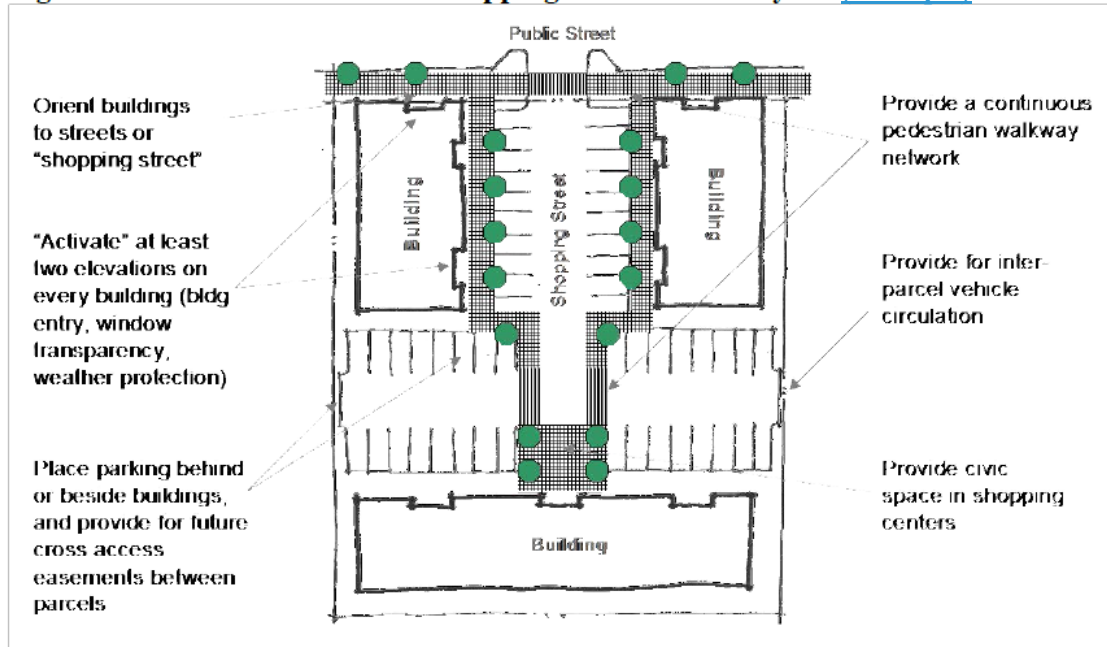 Public Street
Orient buildings
to streets or
“shopping street”
“Activate” at least
two elevations on
every building (bldg
entry, window
transparency,
weather protection)
Place parking behind
or beside buildings,
and provide for future
cross access
easements between
parcels
Building
Shopping Street
Building
Building
Provide a continuous
pedestrian walkway
network
Provide for inter-
parcel vehicle
circulation
Provide civic
space in shopping
centers